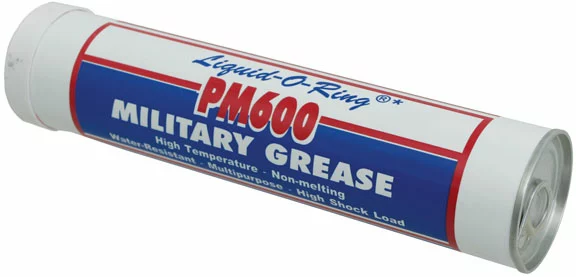 Liquid-O-Ring ®*
PM600
MILITARY GREASE
High Temperature - Non-melting
Water-Resistant - Multipurpose - High Shock Load